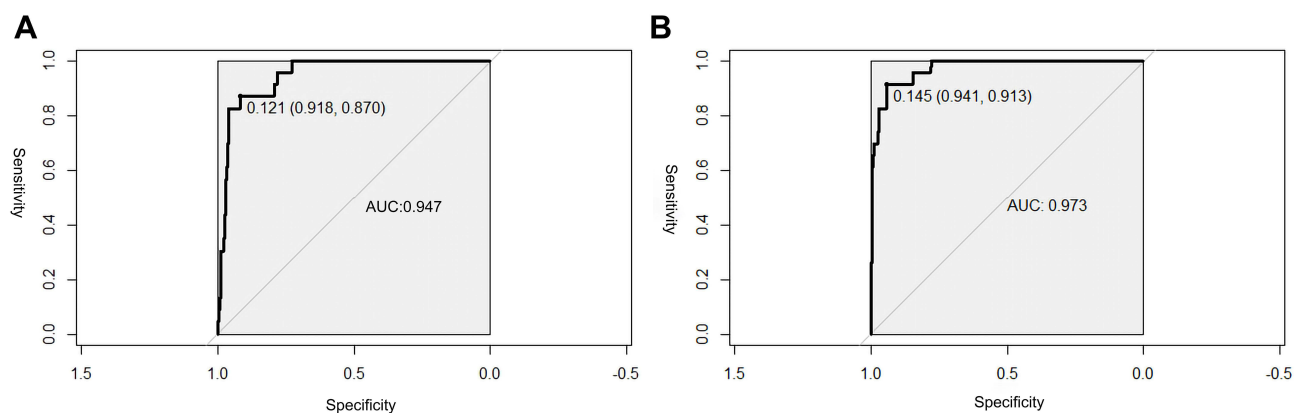 A
Sensitivity
0.0 0.2 0.4 0.6 0.8 1.0
0.121 (0.918, 0.870)
AUC:0.947
1.5 1.0 0.5 0.0 -0.5
Specificity
B
Sensitivity
0.0 0.2 0.4 0.6 0.8 1.0
0.145 (0.941, 0.913)
AUC: 0.973
1.5 1.0 0.5 0.0 -0.5
Specificity